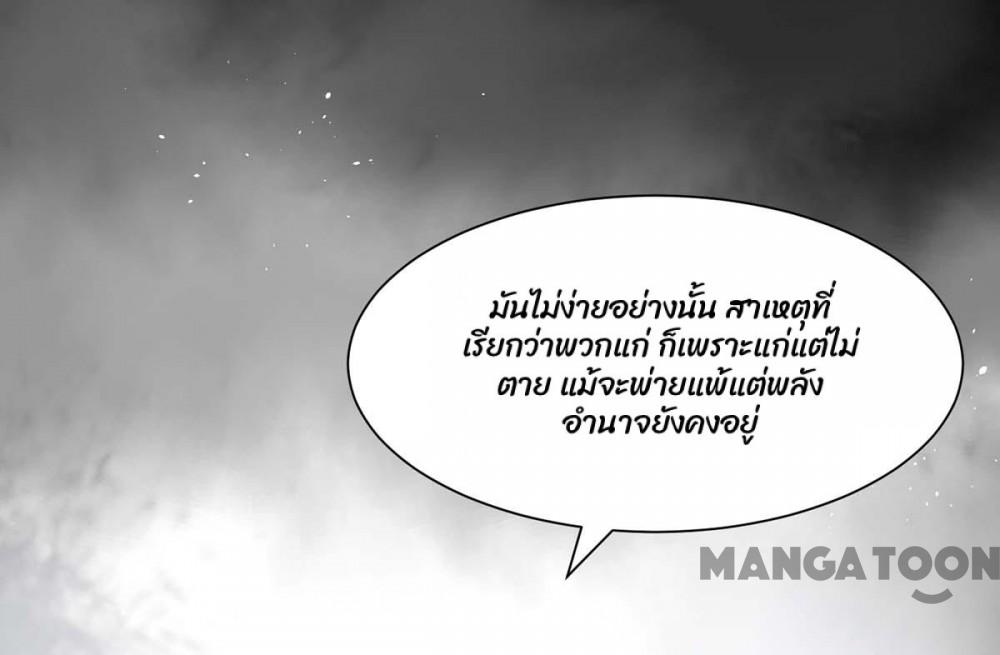 มันไม่ง่ายอย่างนั้น สาเหตุที่
เรียกว่าพวกแก่ ก็เพราะแก่แต่ไม่
ตาย แม้จะพ่ายแพ้แต่พลัง
อำนาจยังคงอยู่
MANGATOON